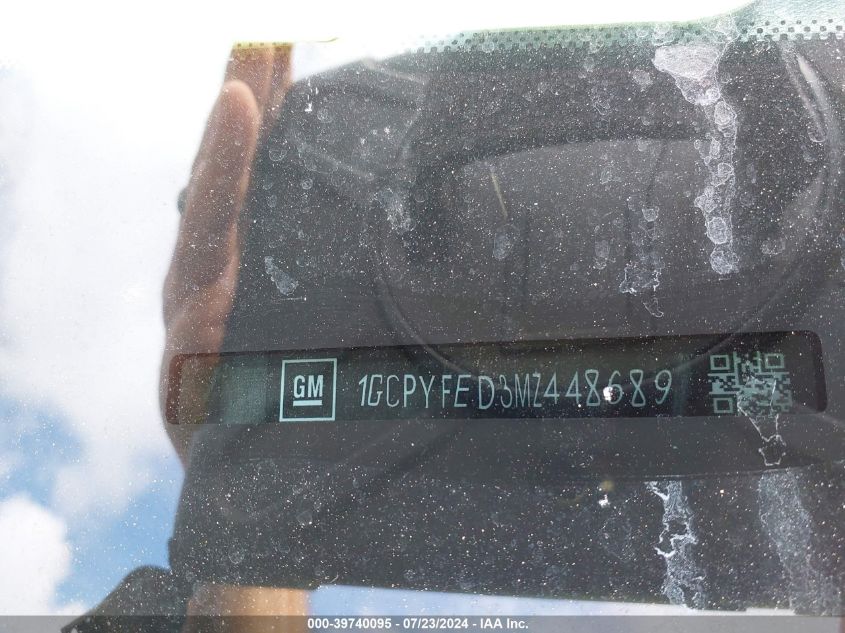 GM 1GCPYFED3MZ448689
000-39740095 - 07/23/2024 - IAA Inc.